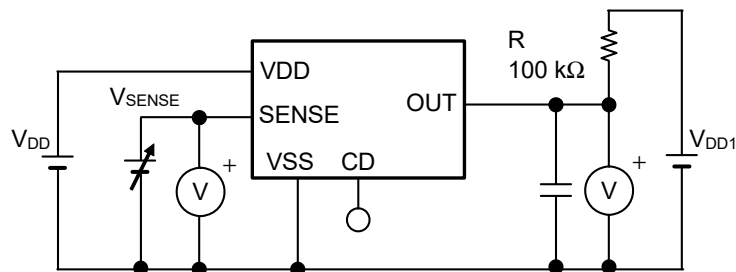 R
100 kΩ
VDD
VSENSE
SENSE
OUT
VDD
VDD1
VSS CD
+
V
+
V